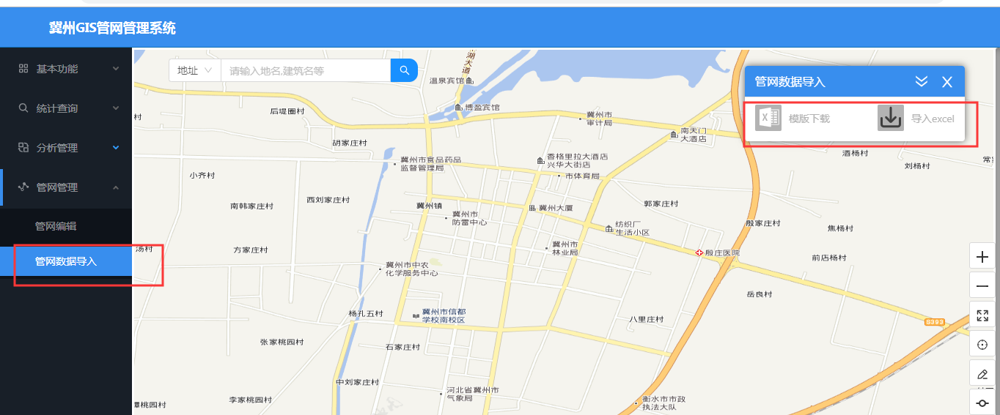 冀州GIS管网管理系统
基本功能
统计查询
分析管理
管网管理
管网编辑
管网数据导入
地址
请输入地名,建筑名等
管网数据导入
模版下载
导入excel
湖大道
温泉宾馆
博盈宾馆
后堤圈村
村
冀州市
审计局
南天门
大酒店
胡家庄村
酒杨村
刘杨村
常家
冀州市食品药品
监督管理局
香格里拉大酒店
兴华大街店
市体育局
小齐村
西刘家庄村
南韩家庄村
冀州镇
冀州大厦
郭家庄村
冀州市
防雷中心
纺织厂
生活小区
殷家庄村
焦杨村
汤村
方家庄村
冀州市
林业局
殷庄医院
前店杨村
冀州市中农
化学服务中心
岳良村
杨孔五村
冀州市信都
学校南校区
八里庄村
S393
张家桃园村
石家庄村
中刘家庄村
李家桃园村
河北省冀州市
气象局
衡水市市政
执法大队
谭桃园村